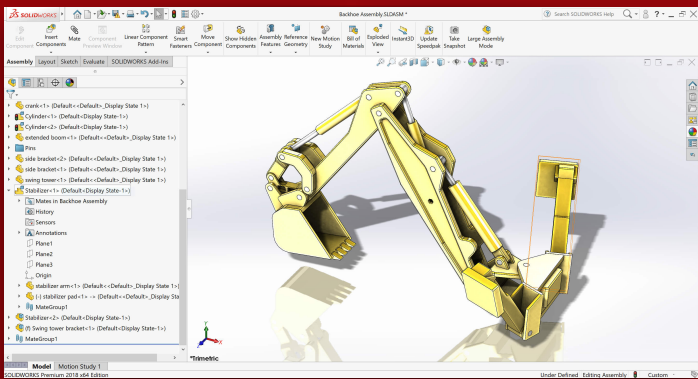 SOLIDWORKS
Backhoe Assembly.SLDASM *
Search SOLIDWORKS Help
Edit Component
Insert Components
Mate
Component Preview Window
Linear Component Pattern
Smart Fasteners
Move Component
Show Hidden Components
Assembly Features
Reference Geometry
New Motion Study
Bill of Materials
Exploded View
Instant3D
Update Speedpak
Take Snapshot
Large Assembly Mode
Assembly Layout Sketch Evaluate SOLIDWORKS Add-Ins
crank<1> (Default<<Default>_Display State 1>)
Cylinder<1> (Default<Display State-1>)
Cylinder<2> (Default<Display State-1>)
extended boom<1> (Default<<Default>_Display State 1>)
Pins
side bracket<2> (Default<<Default>_Display State 1>)
side bracket<1> (Default<<Default>_Display State 1>)
swing tower<1> (Default<<Default>_Display State 1>)
Stabilizer<1> (Default<Display State-1>)
Mates in Backhoe Assembly
History
Sensors
Annotations
Plane1
Plane2
Plane3
Origin
stabilizer arm<1> (Default<<Default>_Display State 1>)
(-) stabilizer pad<1> -> (Default<<Default>_Display Sta
MateGroup1
Stabilizer<2> (Default<Display State-1>)
(f) Swing tower bracket<1> (Default<Display State-1>)
MateGroup1
*Trimetric
Model Motion Study 1
SOLIDWORKS Premium 2018 x64 Edition
Under Defined Editing Assembly Custom